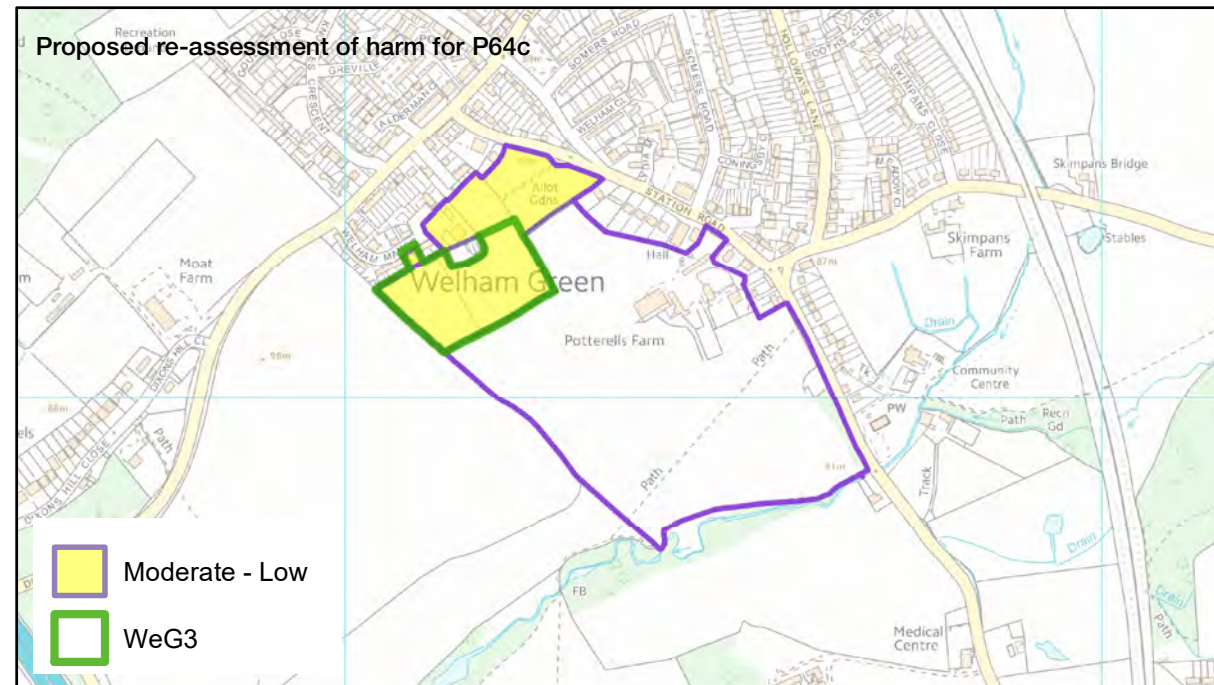 Proposed re-assessment of harm for P64c
Recreation
GREVILLE
CRESCENT
SOMERS ROAD
WELHAM CL
SOMERS ROAD
HOLLOWAYS LANE
BOOTHS CLOSE
SKIMPANS CLOSE
Skimpans Bridge
Allot
Gdns
STATION ROAD
Stables
Skimpans
Farm
Hall
87m
Moat
Farm
Welham Green
Potterells Farm
Drain
98m
DIXONS HILL CL
Path
Community
Centre
88m
els
PW
Path
Recn
Gd
DIXONS HILL CLOSE
Path
Path
81m
Track
Drain
FB
Medical
Centre
Drain
Path
Moderate - Low
WeG3